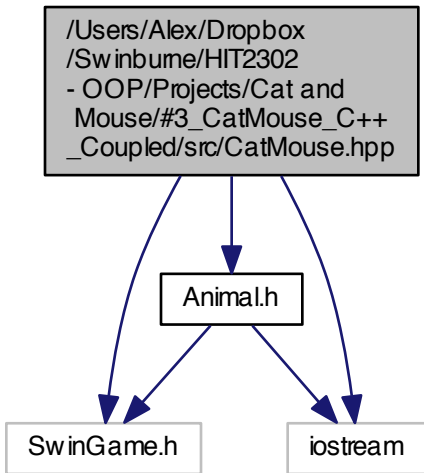 /Users/Alex/Dropbox
/Swinburne/HIT2302
- OOP/Projects/Cat and
Mouse/#3_CatMouse_C++
_Coupled/src/CatMouse.hpp
Animal.h
SwinGame.h
iostream